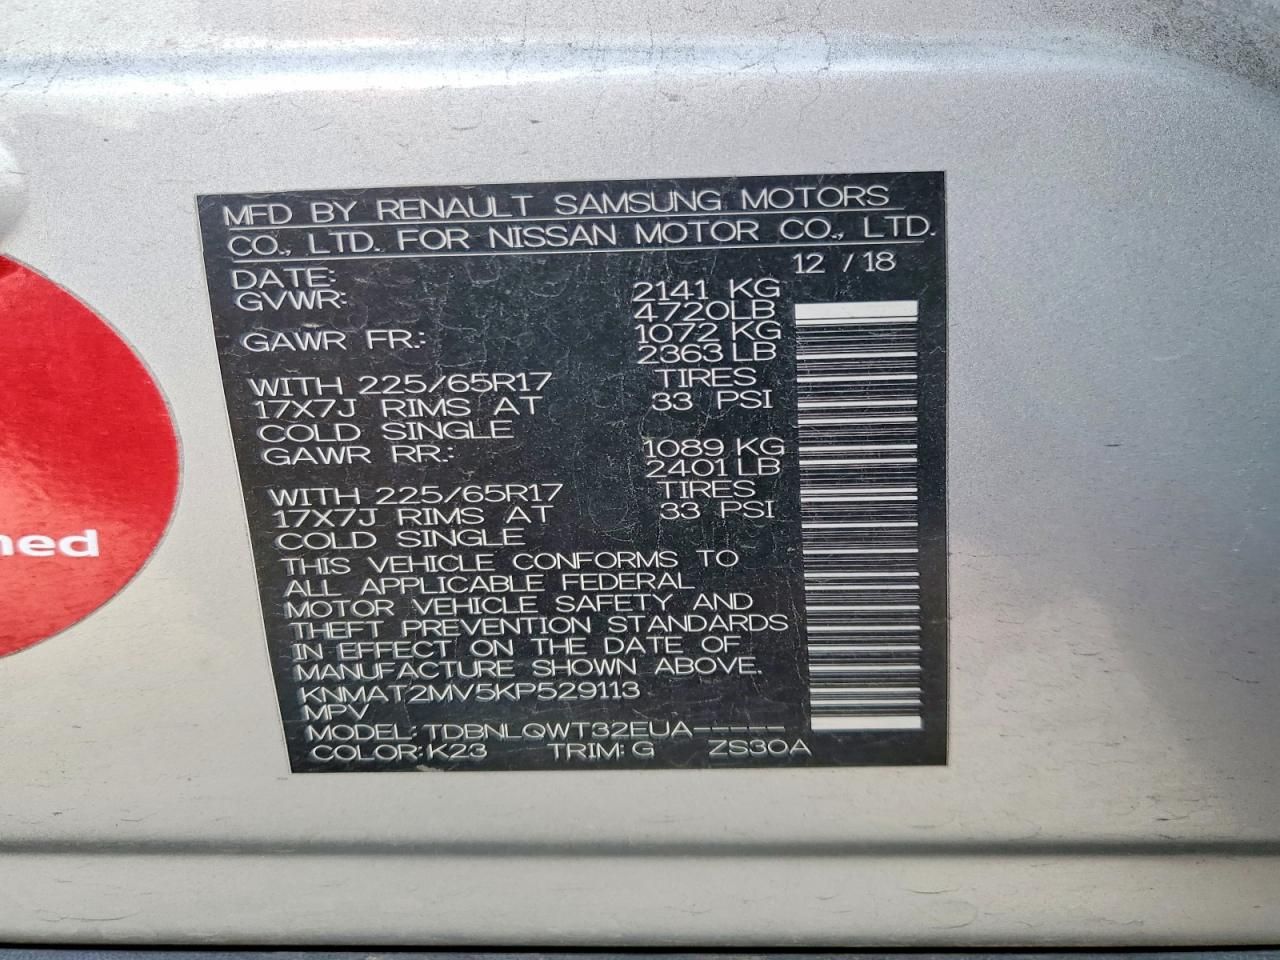 MFD BY RENAULT SAMSUNG MOTORS
CO., LTD. FOR NISSAN MOTOR CO., LTD.
DATE: 12 / 18
GVWR: 2141 KG
4720LB
GAWR FR.: 1072 KG
2363 LB
WITH 225/65R17 TIRES
17X7J RIMS AT 33 PSI
COLD SINGLE
GAWR RR.: 1089 KG
2401 LB
WITH 225/65R17 TIRES
17X7J RIMS AT 33 PSI
COLD SINGLE
THIS VEHICLE CONFORMS TO
ALL APPLICABLE FEDERAL
MOTOR VEHICLE SAFETY AND
THEFT PREVENTION STANDARDS
IN EFFECT ON THE DATE OF
MANUFACTURE SHOWN ABOVE.
KNMAT2MV5KP529113
MPV
MODEL: TDBNLQWT32EUA-----
COLOR: K23 TRIM: G ZS30A